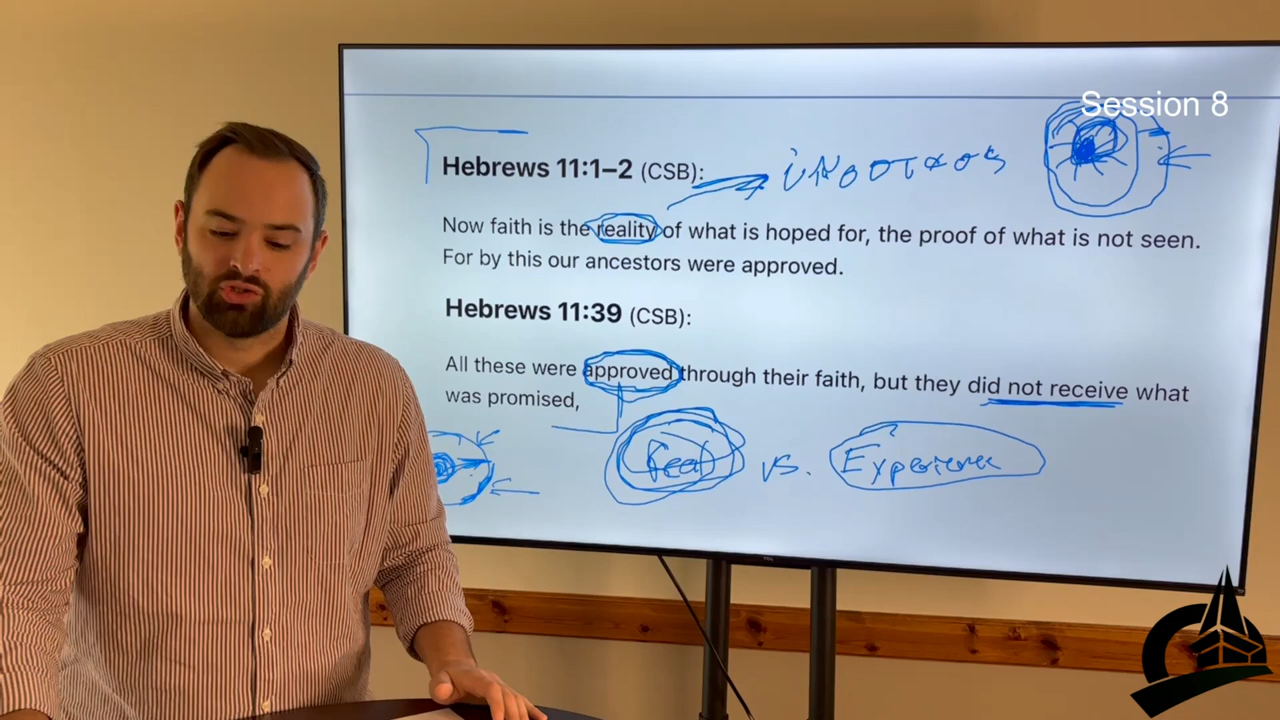 Session 8
Hebrews 11:1–2 (CSB):
Now faith is the reality of what is hoped for, the proof of what is not seen.
For by this our ancestors were approved.
Hebrews 11:39 (CSB):
All these were approved through their faith, but they did not receive what
was promised,
Real vs. Experience